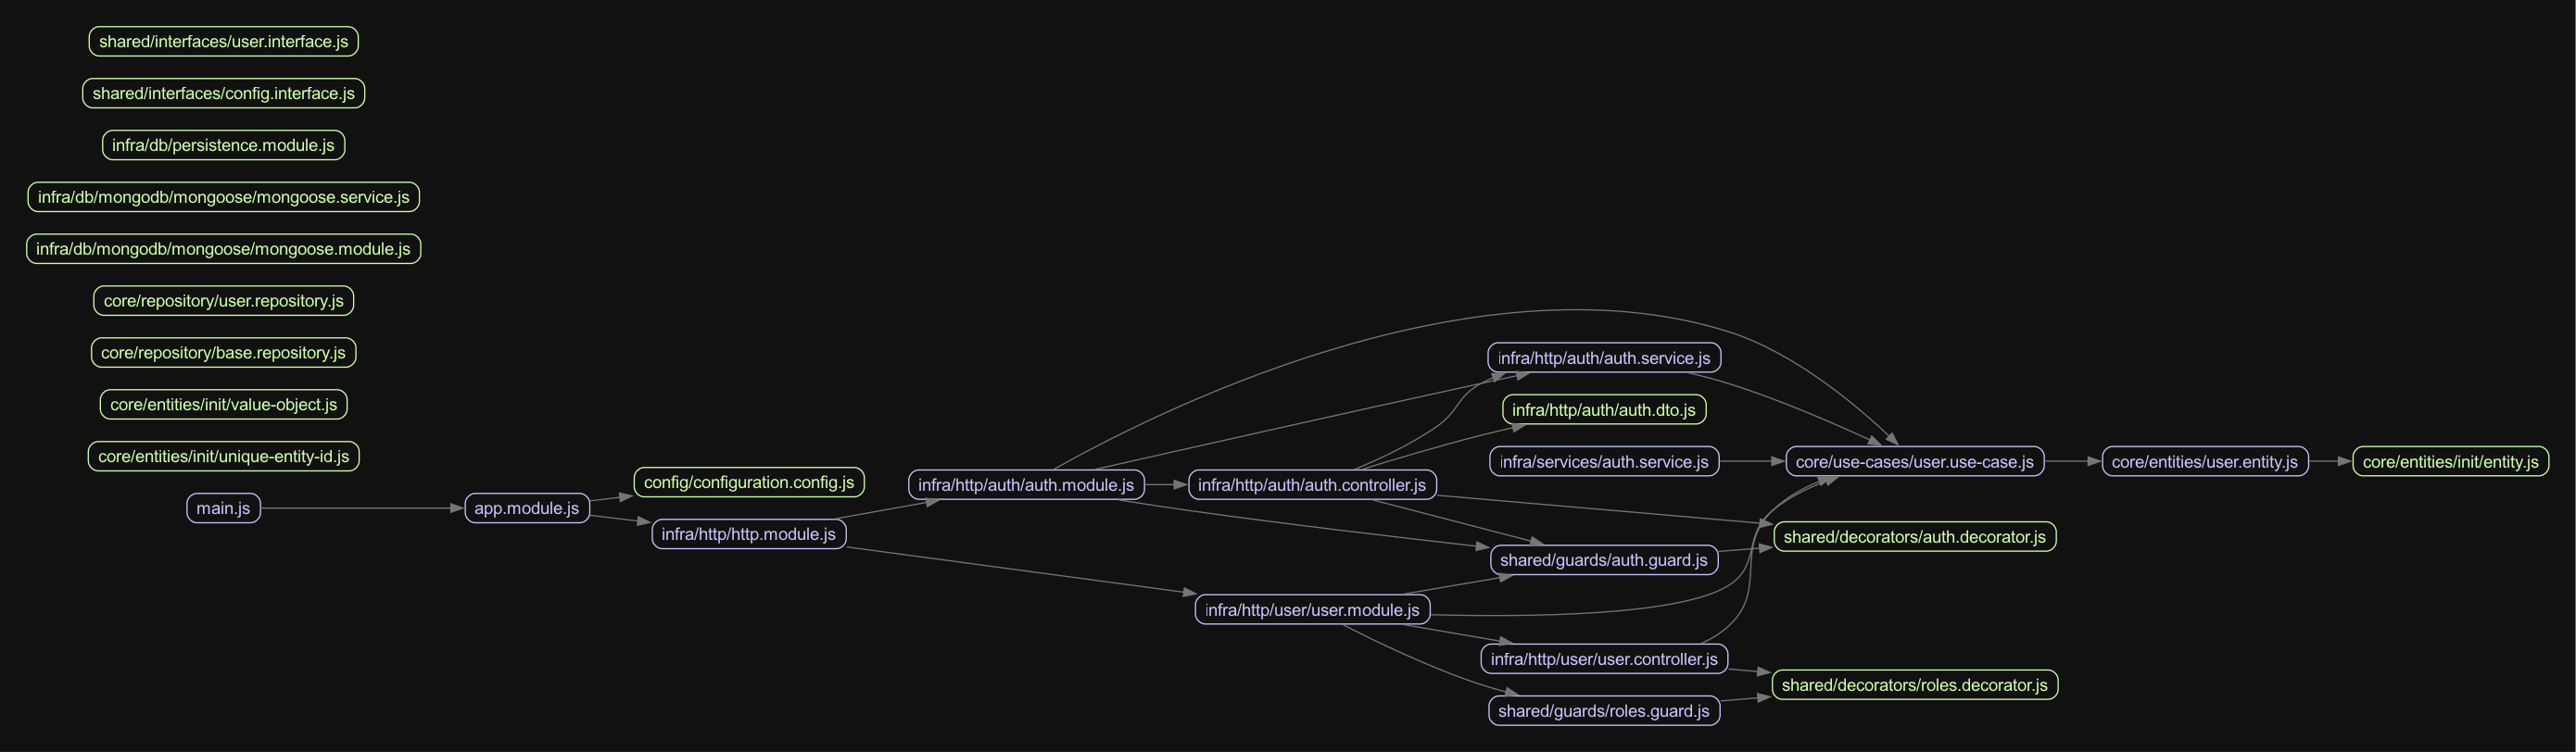 shared/interfaces/user.interface.js
shared/interfaces/config.interface.js
infra/db/persistence.module.js
infra/db/mongodb/mongoose/mongoose.service.js
infra/db/mongodb/mongoose/mongoose.module.js
core/repository/user.repository.js
core/repository/base.repository.js
core/entities/init/value-object.js
core/entities/init/unique-entity-id.js
main.js
app.module.js
config/configuration.config.js
infra/http/http.module.js
infra/http/auth/auth.module.js
infra/http/auth/auth.controller.js
infra/http/user/user.module.js
infra/http/auth/auth.service.js
infra/http/auth/auth.dto.js
infra/services/auth.service.js
shared/guards/auth.guard.js
infra/http/user/user.controller.js
shared/guards/roles.guard.js
core/use-cases/user.use-case.js
shared/decorators/auth.decorator.js
shared/decorators/roles.decorator.js
core/entities/user.entity.js
core/entities/init/entity.js